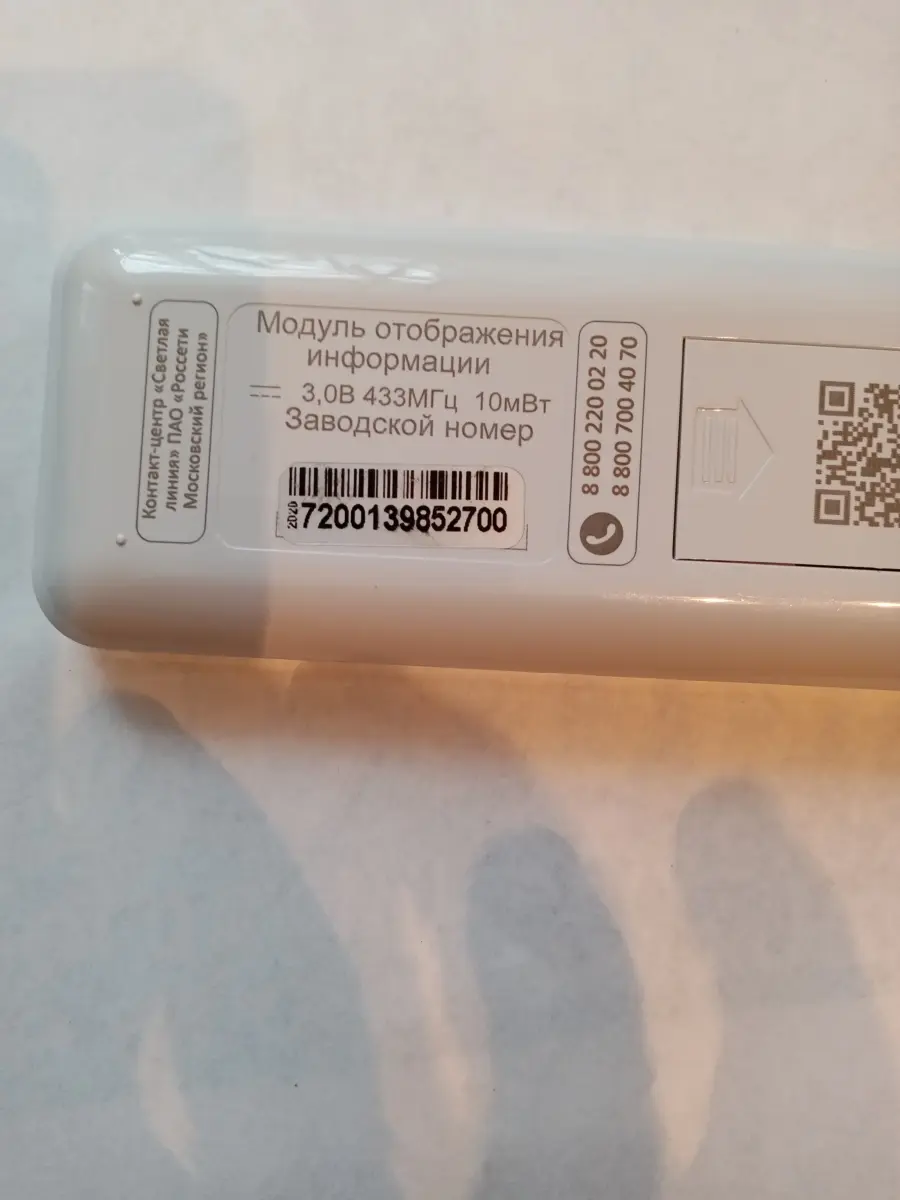 Контакт-центр «Светлая
линия» ПАО «Россети
Московский регион»
Модуль отображения
информации
3,0В 433МГц 10мВт
Заводской номер
2020
7200139852700
8 800 220 02 20
8 800 700 40 70